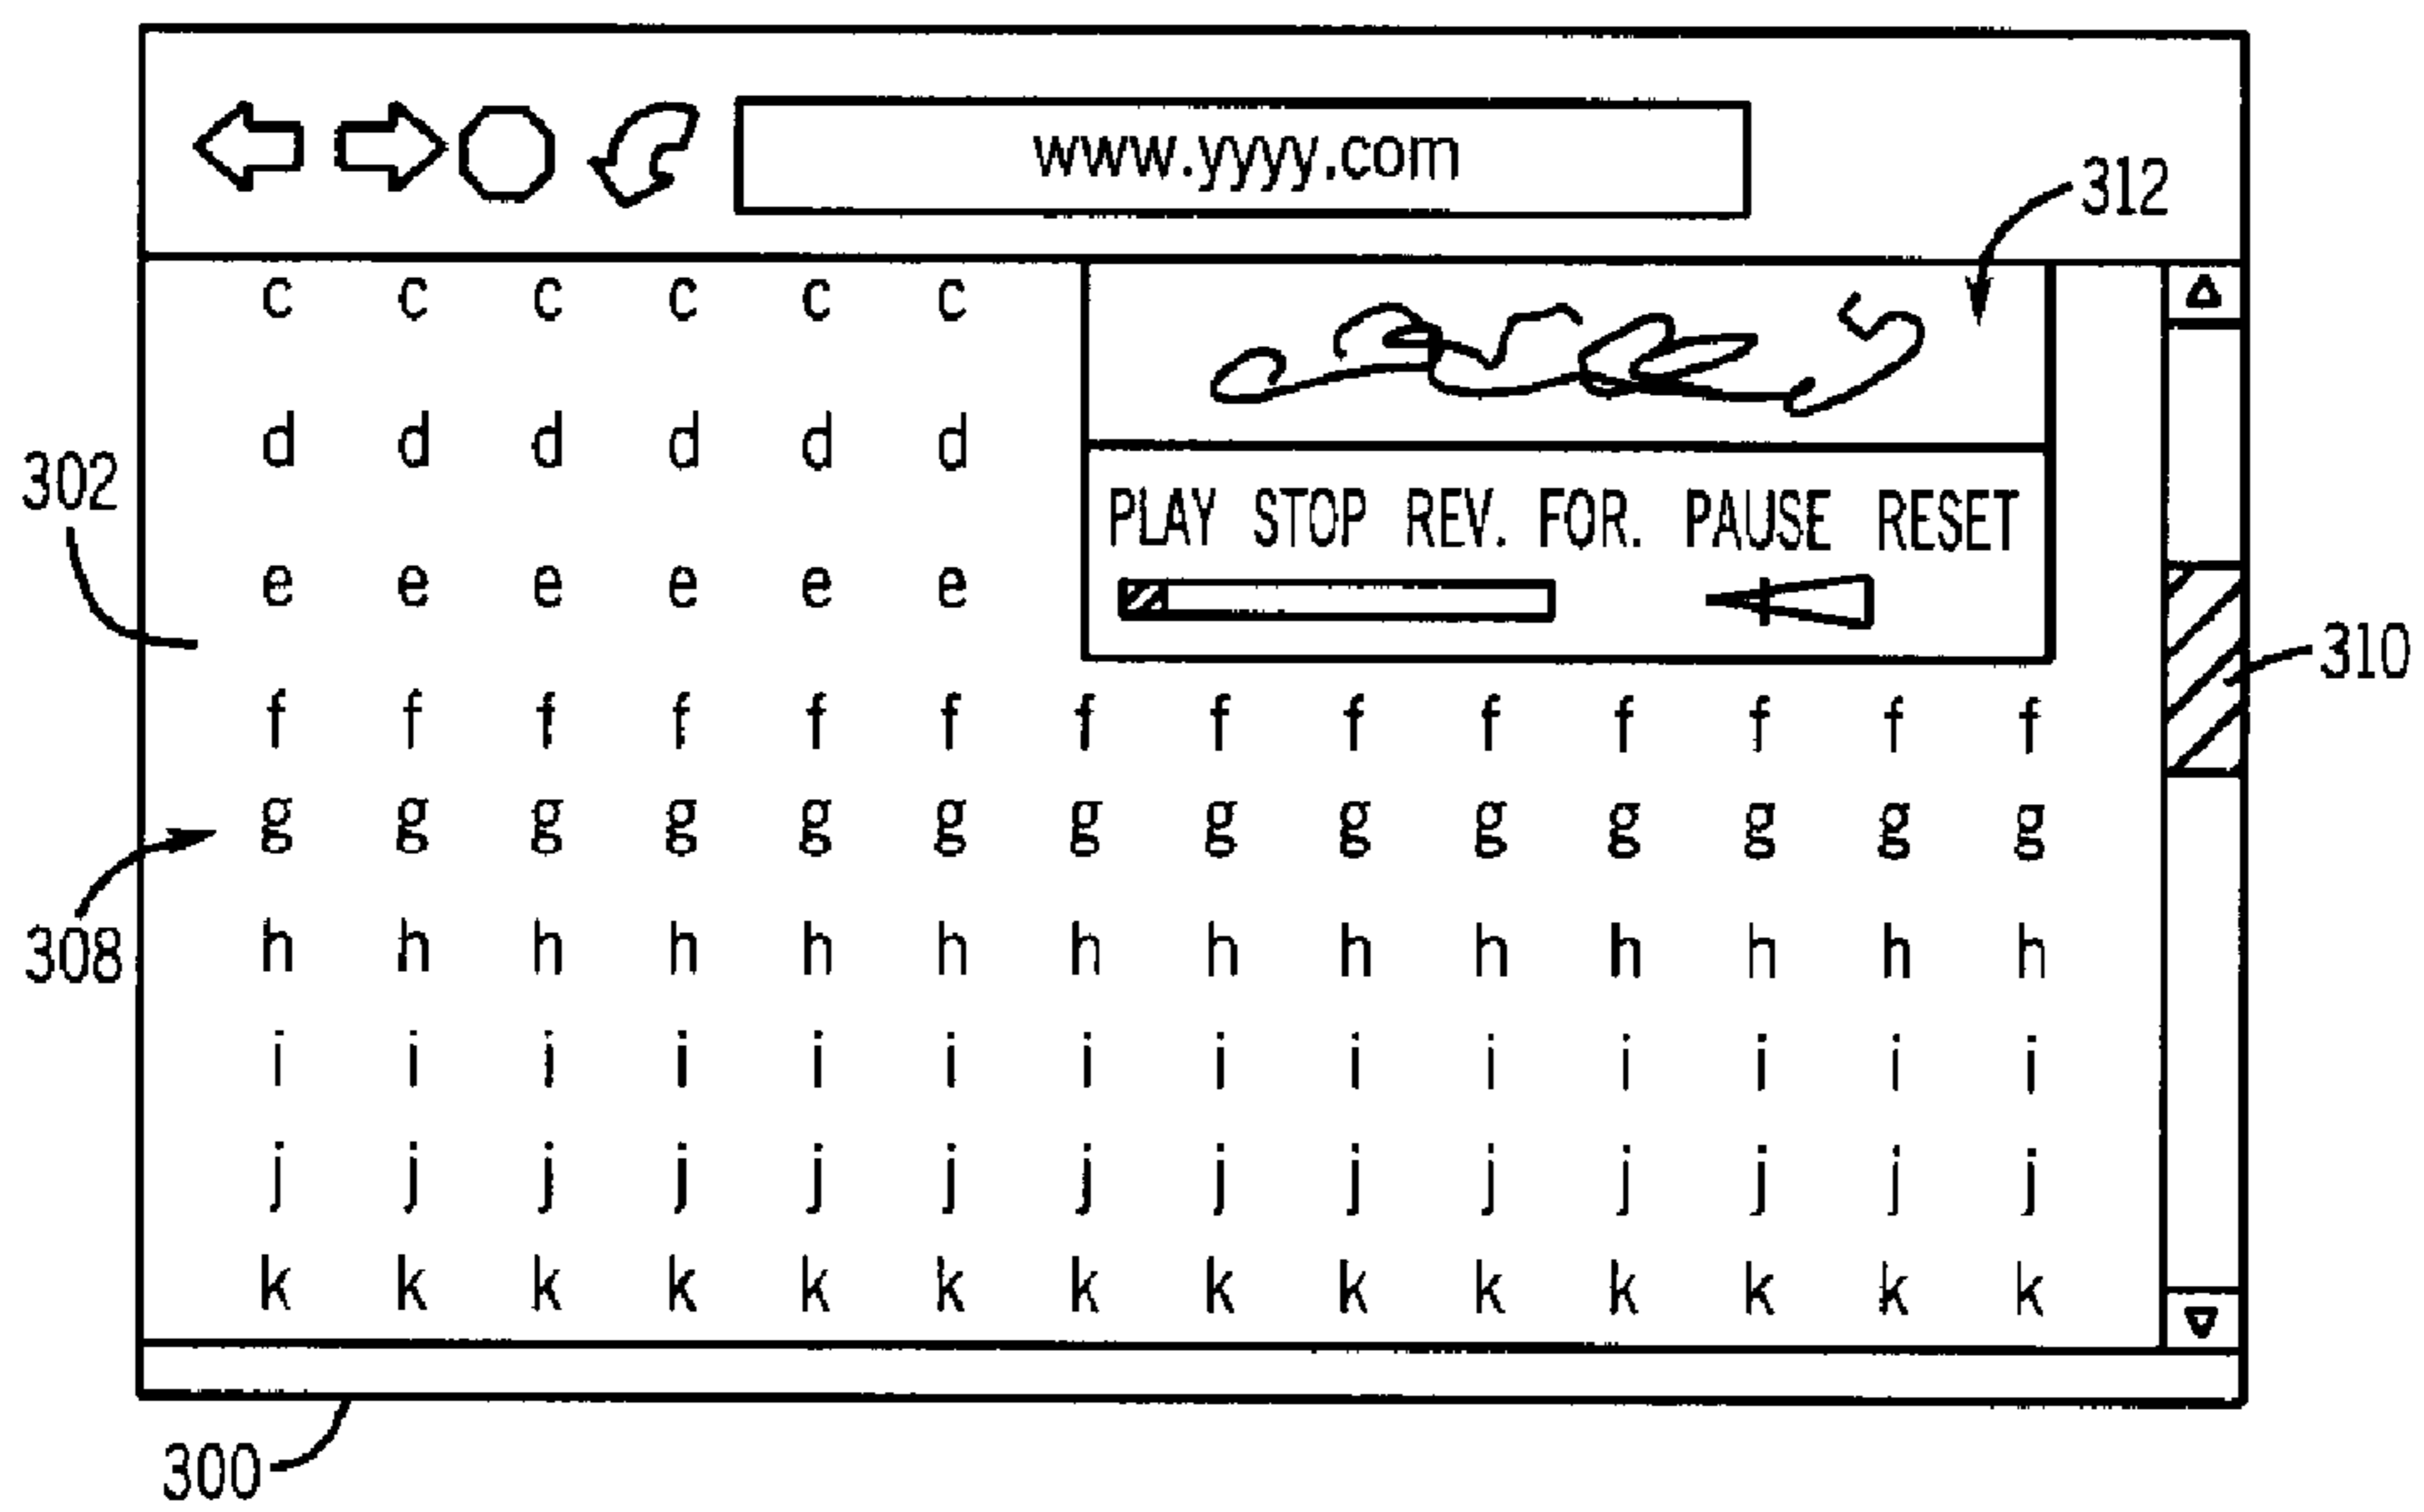 www.yyyy.com
312
c c c c c c
d d d d d d
302
PLAY STOP REV. FOR. PAUSE RESET
e e e e e e
310
f f f f f f f f f f f f f f
g g g g g g g g g g g g g g
308
h h h h h h h h h h h h h h
i i i i i i i i i i i i i i
j j j j j j j j j j j j j j
k k k k k k k k k k k k k k
300